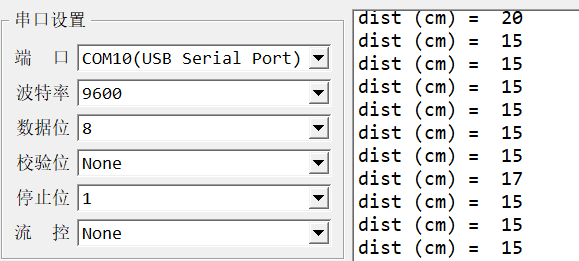 串口设置
端 口 COM10(USB Serial Port)
波特率 9600
数据位 8
校验位 None
停止位 1
流 控 None
dist (cm) =  20
dist (cm) =  15
dist (cm) =  15
dist (cm) =  15
dist (cm) =  15
dist (cm) =  15
dist (cm) =  15
dist (cm) =  17
dist (cm) =  15
dist (cm) =  15
dist (cm) =  15